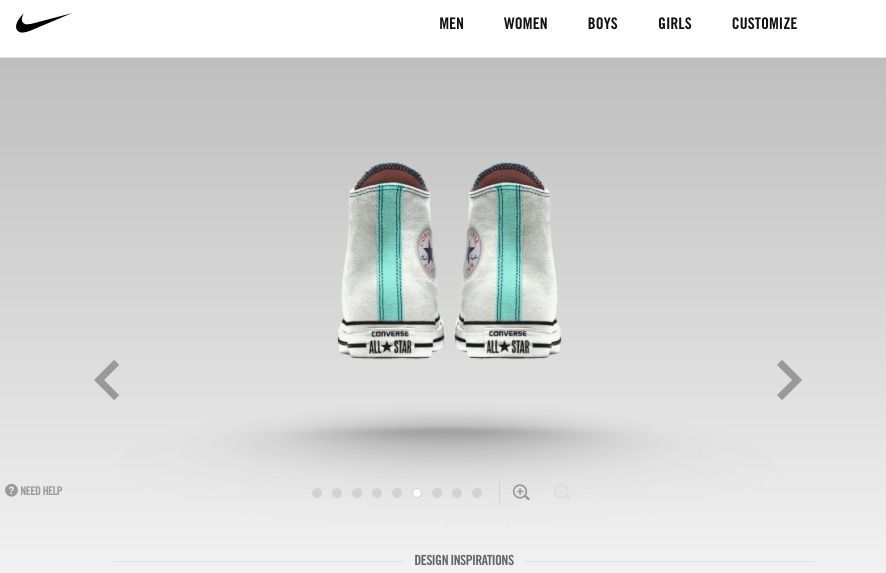 MEN WOMEN BOYS GIRLS CUSTOMIZE
CONVERSE
ALL★STAR
CONVERSE
ALL★STAR
? NEED HELP
DESIGN INSPIRATIONS